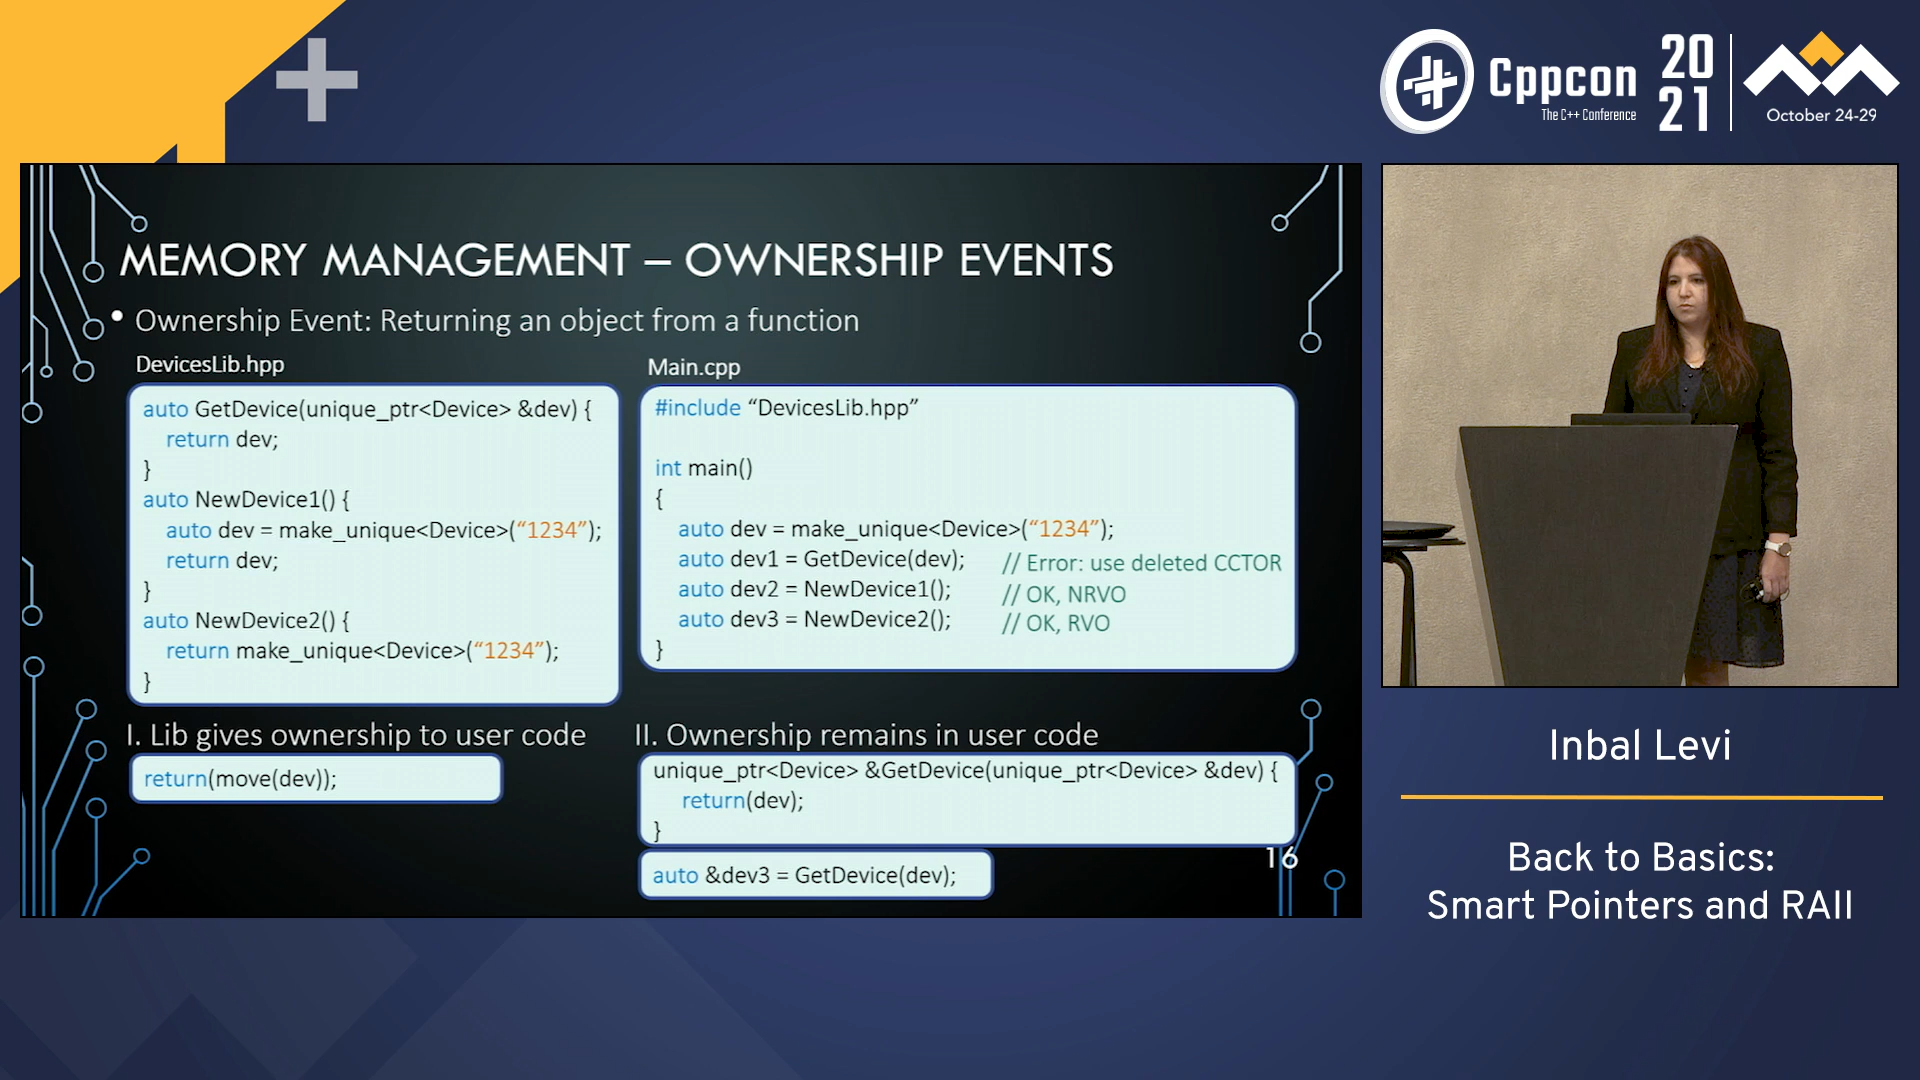 Cppcon
The C++ Conference
20
21
October 24-29
MEMORY MANAGEMENT – OWNERSHIP EVENTS
• Ownership Event: Returning an object from a function
DevicesLib.hpp
auto GetDevice(unique_ptr<Device> &dev) {
return dev;
}
auto NewDevice1() {
auto dev = make_unique<Device>(“1234”);
return dev;
}
auto NewDevice2() {
return make_unique<Device>(“1234”);
}
Main.cpp
#include “DevicesLib.hpp”
int main()
{
auto dev = make_unique<Device>(“1234”);
auto dev1 = GetDevice(dev); // Error: use deleted CCTOR
auto dev2 = NewDevice1(); // OK, NRVO
auto dev3 = NewDevice2(); // OK, RVO
}
I. Lib gives ownership to user code
return(move(dev));
II. Ownership remains in user code
unique_ptr<Device> &GetDevice(unique_ptr<Device> &dev) {
return(dev);
}
auto &dev3 = GetDevice(dev);
16
Inbal Levi
Back to Basics:
Smart Pointers and RAII